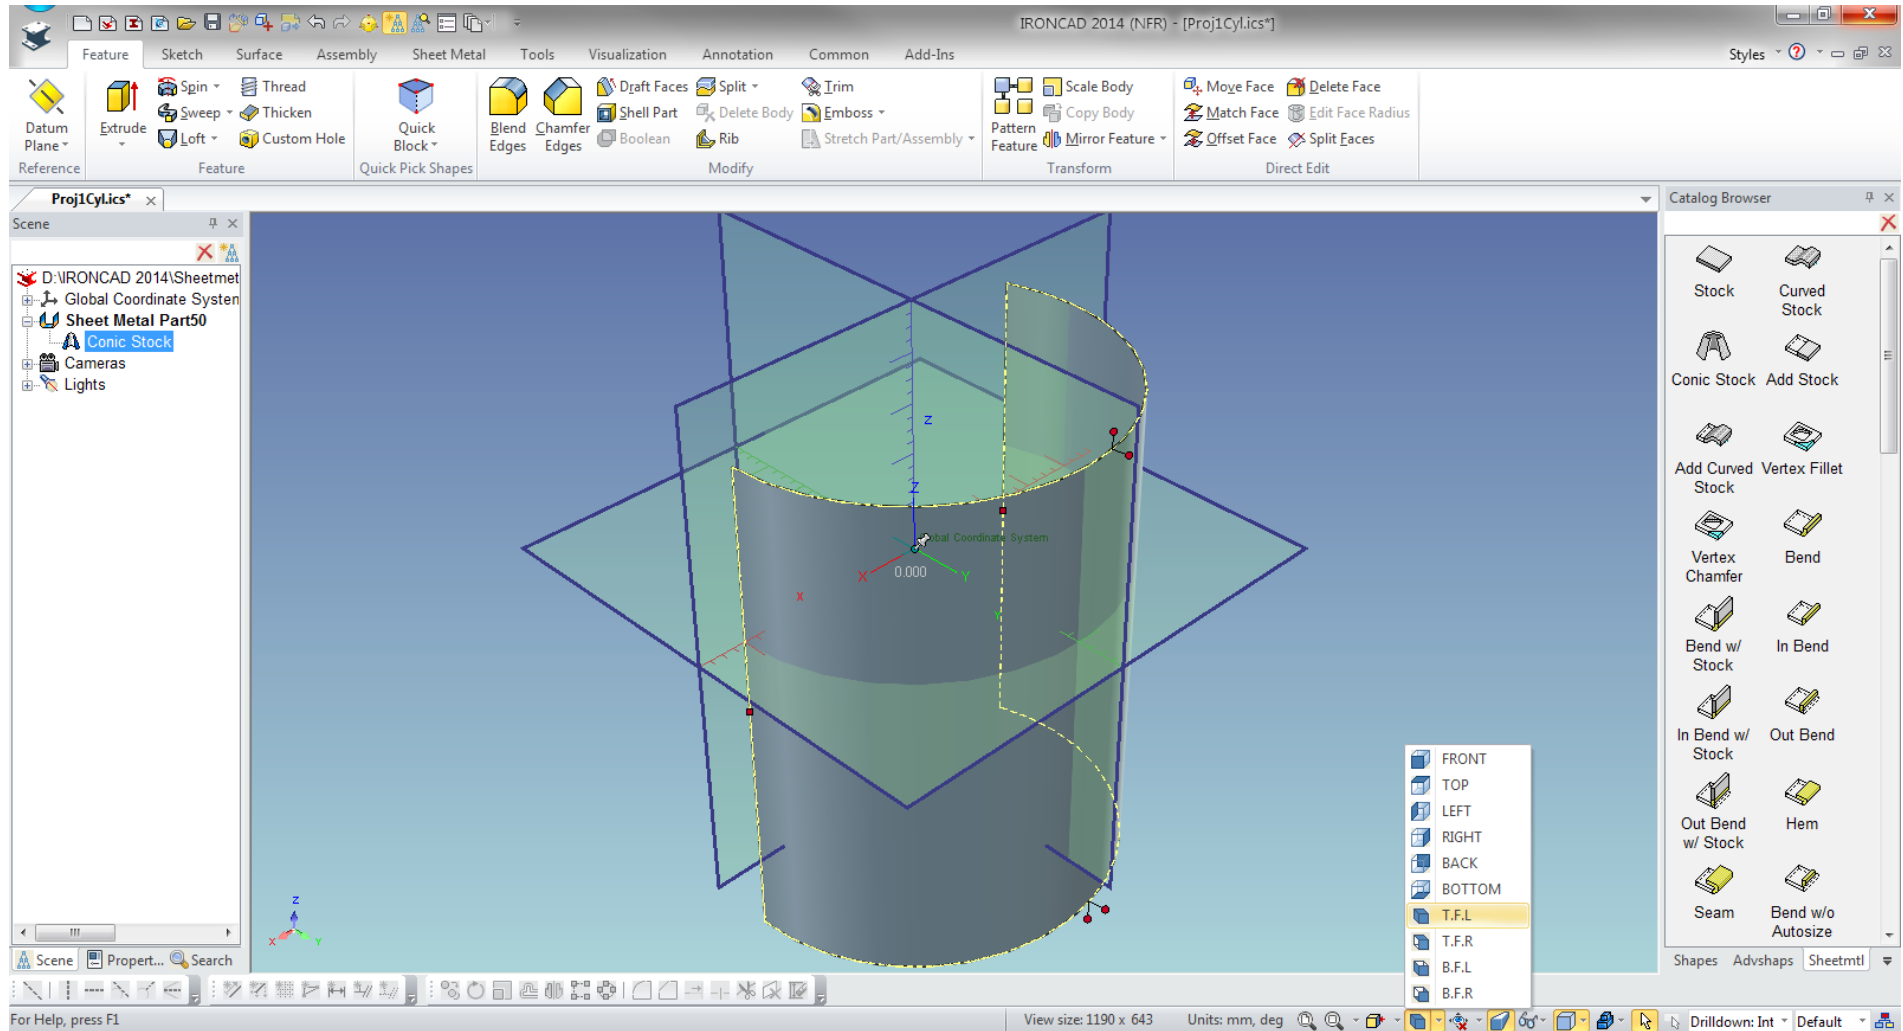 IRONCAD 2014 (NFR) - [Proj1Cyl.ics*]
Feature Sketch Surface Assembly Sheet Metal Tools Visualization Annotation Common Add-Ins Styles
Spin Thread Draft Faces Split Trim Scale Body Move Face Delete Face
Sweep Thicken Shell Part Delete Body Emboss Copy Body Match Face Edit Face Radius
Datum Plane Extrude Loft Custom Hole Quick Block Blend Edges Chamfer Edges Boolean Rib Stretch Part/Assembly Pattern Feature Mirror Feature Offset Face Split Faces
Reference Feature Quick Pick Shapes Modify Transform Direct Edit
Proj1Cyl.ics*
Scene
D:\IRONCAD 2014\Sheetmet
Global Coordinate System
Sheet Metal Part50
Conic Stock
Cameras
Lights
Scene Propert... Search
Z
Z
Global Coordinate System
X 0.000 Y
X
Y
Z
X Y
FRONT
TOP
LEFT
RIGHT
BACK
BOTTOM
T.F.L
T.F.R
B.F.L
B.F.R
Catalog Browser
Stock Curved
Stock
Conic Stock Add Stock
Add Curved Vertex Fillet
Stock
Vertex Bend
Chamfer
Bend w/ In Bend
Stock
In Bend w/ Out Bend
Stock
Out Bend Hem
w/ Stock
Seam Bend w/o
Autosize
Shapes Advshaps Sheetmtl
For Help, press F1 View size: 1190 x 643 Units: mm, deg Drilldown: Int Default